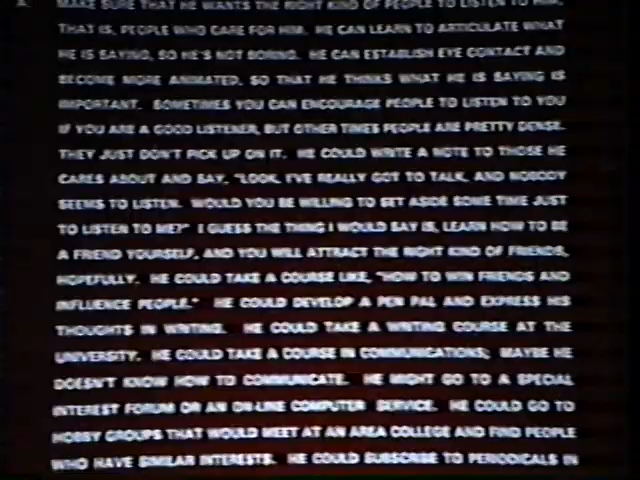 MAKE SURE THAT HE WANTS THE RIGHT KIND OF PEOPLE TO LISTEN TO HIM.
THAT IS, PEOPLE WHO CARE FOR HIM. HE CAN LEARN TO ARTICULATE WHAT
HE IS SAYING, SO HE'S NOT BORING. HE CAN ESTABLISH EYE CONTACT AND
BECOME MORE ANIMATED, SO THAT HE THINKS WHAT HE IS SAYING IS
IMPORTANT. SOMETIMES YOU CAN ENCOURAGE PEOPLE TO LISTEN TO YOU
IF YOU ARE A GOOD LISTENER, BUT OTHER TIMES PEOPLE ARE PRETTY DENSE.
THEY JUST DON'T PICK UP ON IT. HE COULD WRITE A NOTE TO THOSE HE
CARES ABOUT AND SAY, "LOOK, I'VE REALLY GOT TO TALK, AND NOBODY
SEEMS TO LISTEN. WOULD YOU BE WILLING TO SET ASIDE SOME TIME JUST
TO LISTEN TO ME?" I GUESS THE THING I WOULD SAY IS, LEARN HOW TO BE
A FRIEND YOURSELF, AND YOU WILL ATTRACT THE RIGHT KIND OF FRIENDS,
HOPEFULLY. HE COULD TAKE A COURSE LIKE, "HOW TO WIN FRIENDS AND
INFLUENCE PEOPLE." HE COULD DEVELOP A PEN PAL AND EXPRESS HIS
THOUGHTS IN WRITING. HE COULD TAKE A WRITING COURSE AT THE
UNIVERSITY. HE COULD TAKE A COURSE IN COMMUNICATIONS; MAYBE HE
DOESN'T KNOW HOW TO COMMUNICATE. HE MIGHT GO TO A SPECIAL
INTEREST FORUM OR AN ON-LINE COMPUTER SERVICE. HE COULD GO TO
HOBBY GROUPS THAT WOULD MEET AT AN AREA COLLEGE AND FIND PEOPLE
WHO HAVE SIMILAR INTERESTS. HE COULD SUBSCRIBE TO PERIODICALS IN